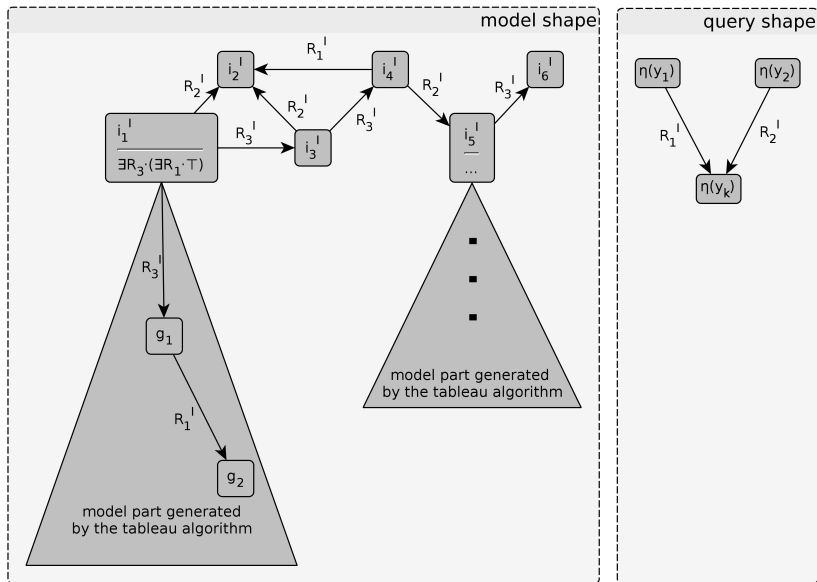 model shape
query shape
R₁ᴵ
i₂ᴵ
i₄ᴵ
i₆ᴵ
η(y₁)
η(y₂)
R₂ᴵ
R₂ᴵ
R₂ᴵ
R₃ᴵ
i₁ᴵ
R₃ᴵ
R₃ᴵ
i₃ᴵ
i₅ᴵ
R₁ᴵ
R₂ᴵ
∃R₃·(∃R₁·⊤)
...
η(yₖ)
R₃ᴵ
g₁
model part generated
by the tableau algorithm
R₁ᴵ
g₂
model part generated
by the tableau algorithm